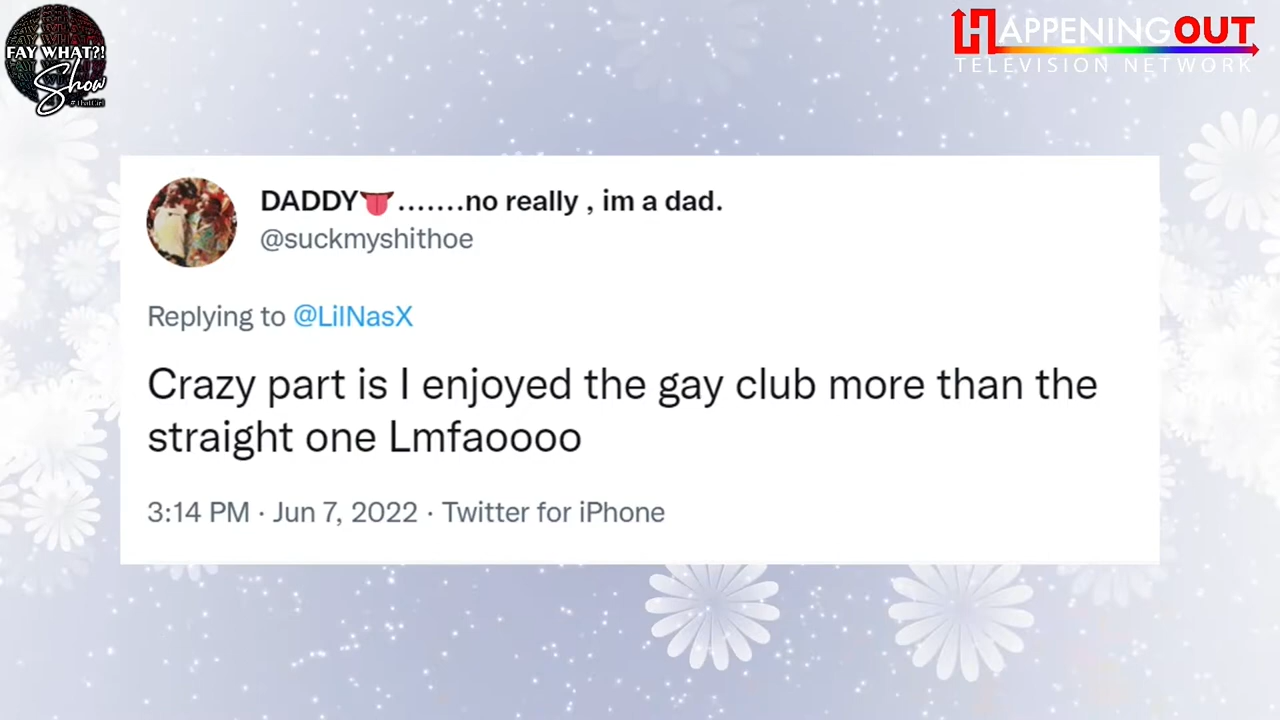 FAY WHAT?!
Show
#ThatGirl
HAPPENINGOUT
TELEVISION NETWORK
DADDY👅.......no really , im a dad.
@suckmyshithoe
Replying to @LilNasX
Crazy part is I enjoyed the gay club more than the
straight one Lmfaoooo
3:14 PM · Jun 7, 2022 · Twitter for iPhone